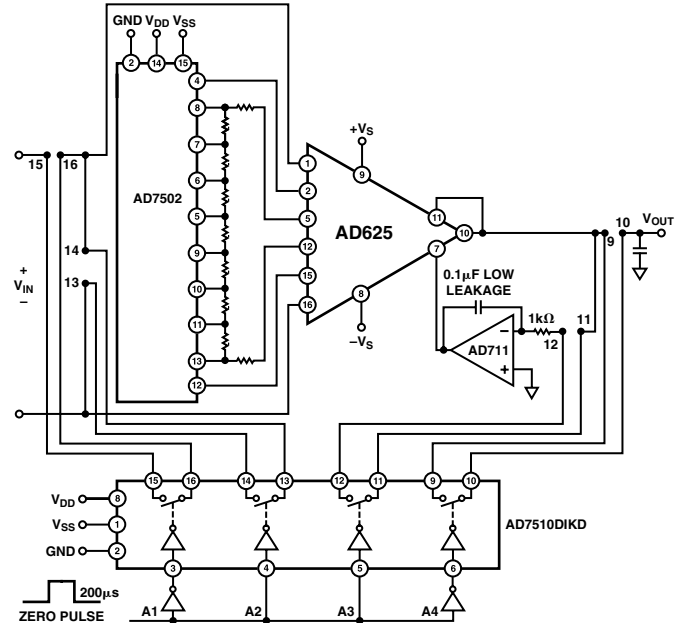 GND VDD VSS
2 14 15
4
8
7
6
5
9
10
11
13
12
AD7502
15 16
14
13
+
VIN
−
1
2
5
12
15
16
AD625
+VS
9
11
10
7
8
−VS
0.1µF LOW
LEAKAGE
1kΩ
12
11
−
+
AD711
9
10
VOUT
15 16 14 13 12 11 9 10
VDD 8
VSS 1
GND 2
AD7510DIKD
3 4 5 6
200µs
ZERO PULSE
A1 A2 A3 A4